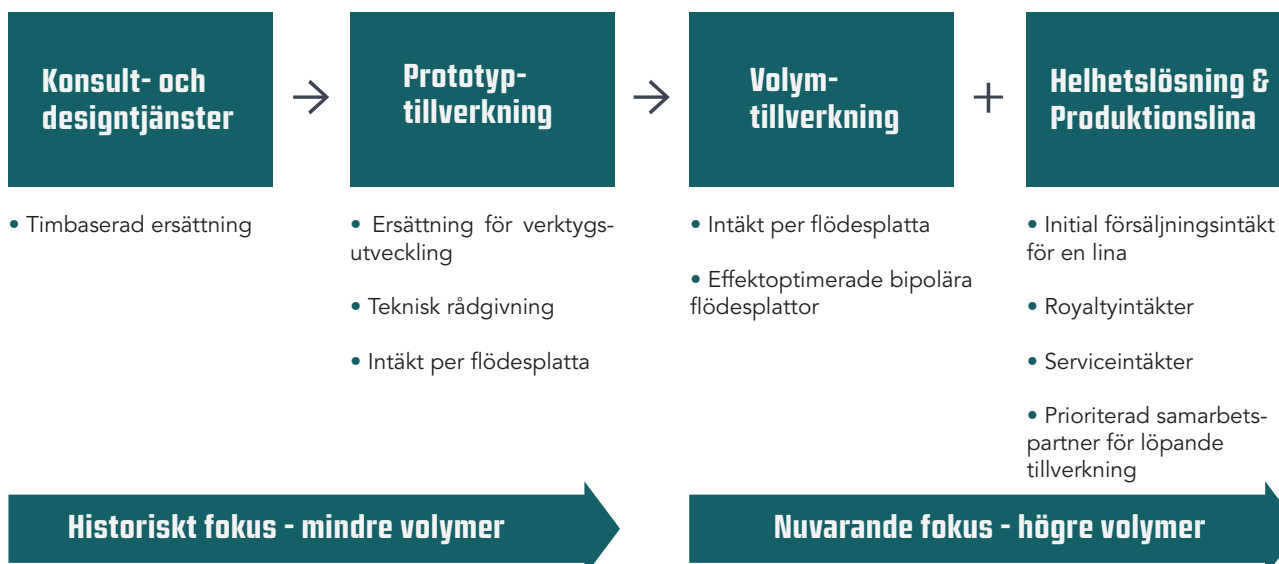 Konsult- och
designtjänster
Prototyp-
tillverkning
Volym-
tillverkning
Helhetslösning &
Produktionslina
• Timbaserad ersättning
• Ersättning för verktygs-
utveckling
• Teknisk rådgivning
• Intäkt per flödesplatta
• Intäkt per flödesplatta
• Effektoptimerade bipolära
flödesplattor
• Initial försäljningsintäkt
för en lina
• Royaltyintäkter
• Serviceintäkter
• Prioriterad samarbets-
partner för löpande
tillverkning
Historiskt fokus - mindre volymer
Nuvarande fokus - högre volymer